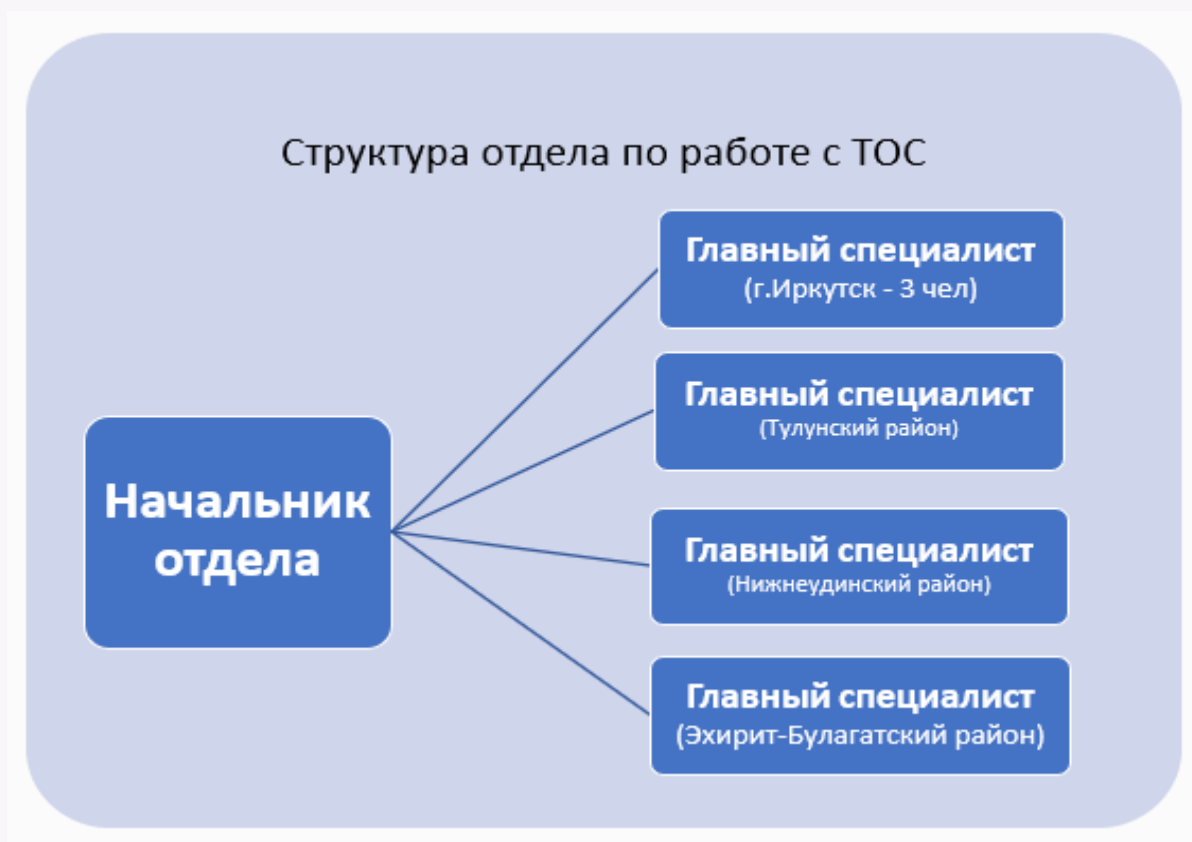 Структура отдела по работе с ТОС
Начальник
отдела
Главный специалист
(г.Иркутск - 3 чел)
Главный специалист
(Тулунский район)
Главный специалист
(Нижнеудинский район)
Главный специалист
(Эхирит-Булагатский район)